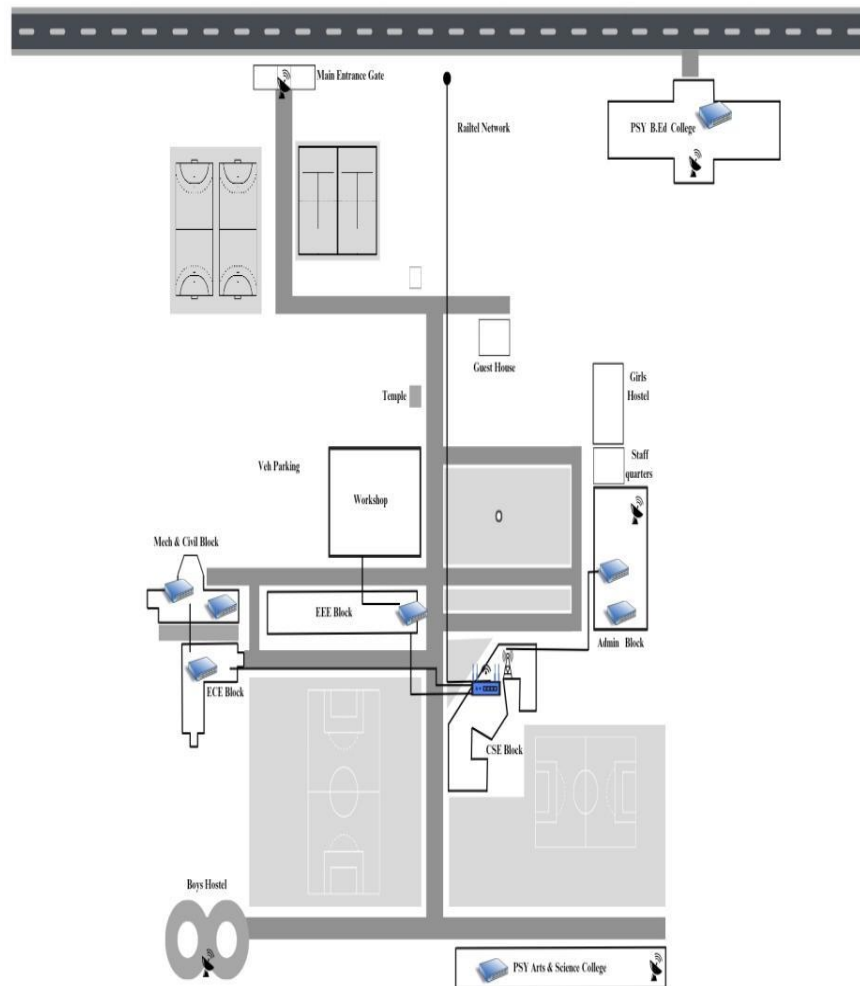 Main Entrance Gate
Railtel Network
PSY B.Ed College
Guest House
Girls
Hostel
Temple
Staff
quarters
Veh Parking
Workshop
Mech & Civil Block
EEE Block
Admin Block
ECE Block
CSE Block
Boys Hostel
PSY Arts & Science College